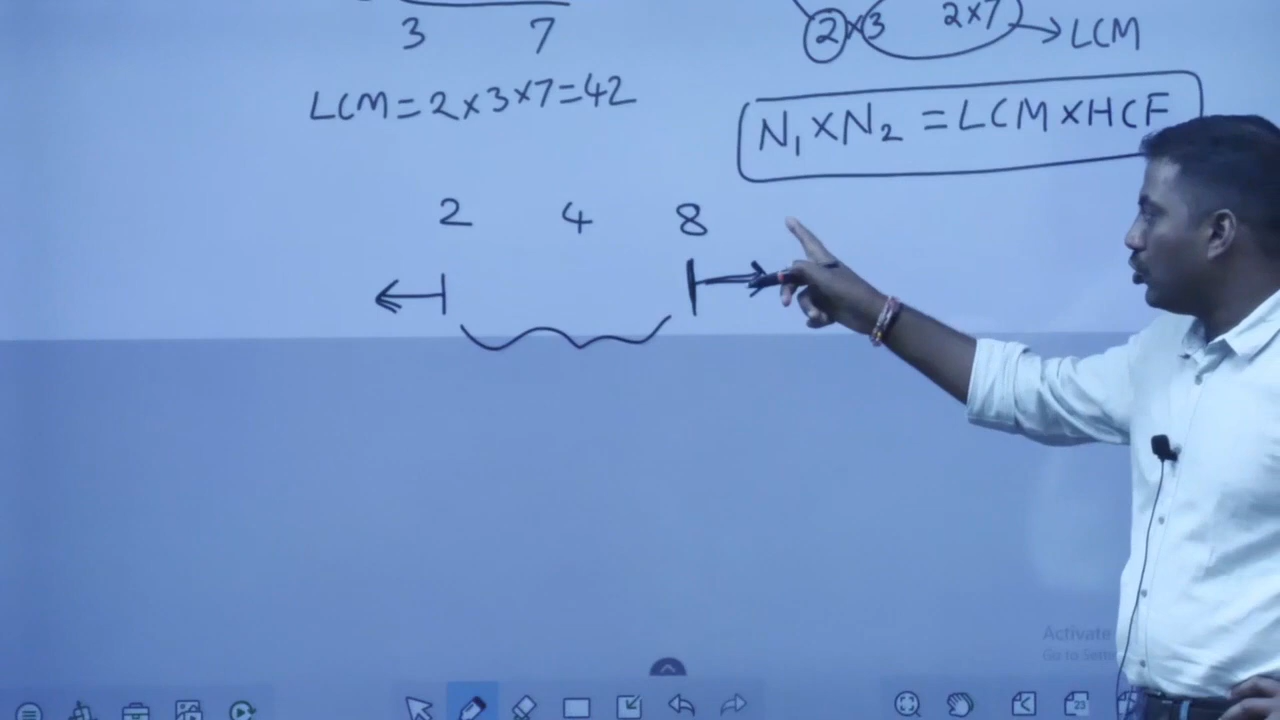 3 7
2×3 2×7 → LCM
LCM = 2×3×7=42
N₁ × N₂ = LCM×HCF
2 4 8
Activate
Go to
23